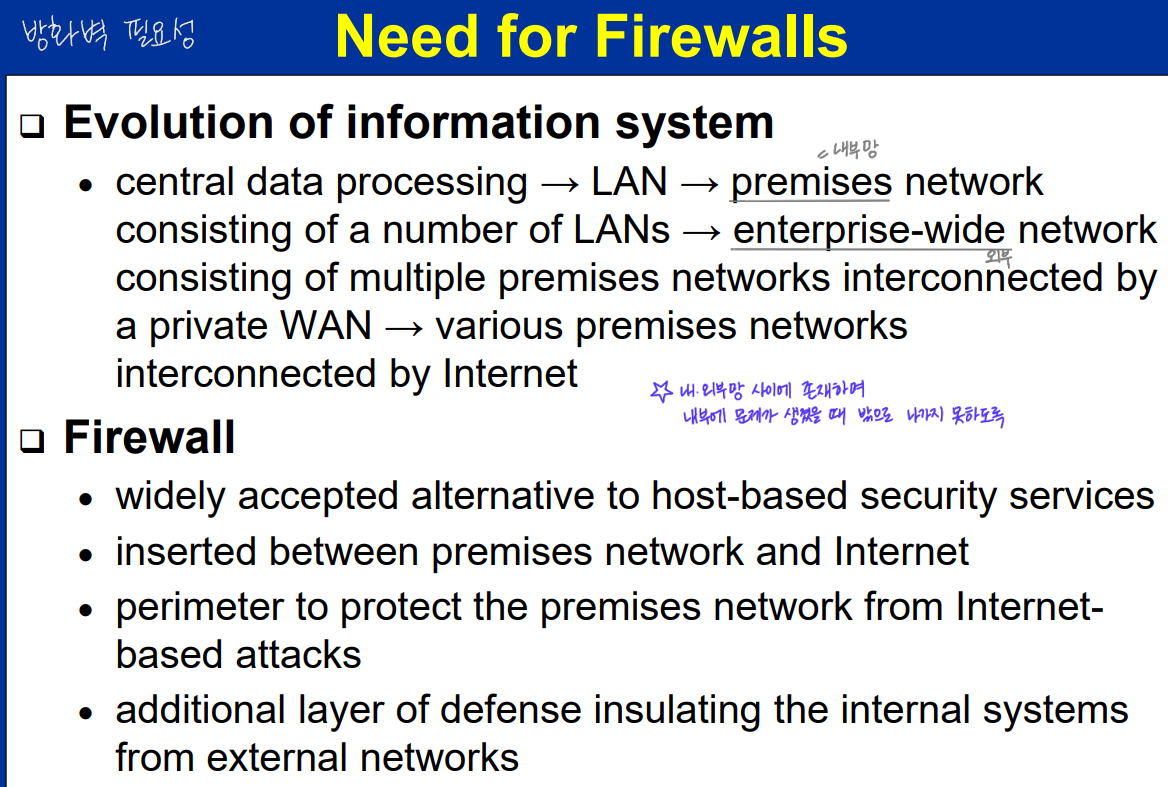 방화벽 필요성
Need for Firewalls
❑ Evolution of information system
내부망
• central data processing → LAN → premises network
consisting of a number of LANs → enterprise-wide network
외부
consisting of multiple premises networks interconnected by
a private WAN → various premises networks
interconnected by Internet
☆ 내·외부망 사이에 존재하며
내부에 문제가 생겼을 때 밖으로 나가지 못하도록
❑ Firewall
• widely accepted alternative to host-based security services
• inserted between premises network and Internet
• perimeter to protect the premises network from Internet-
based attacks
• additional layer of defense insulating the internal systems
from external networks